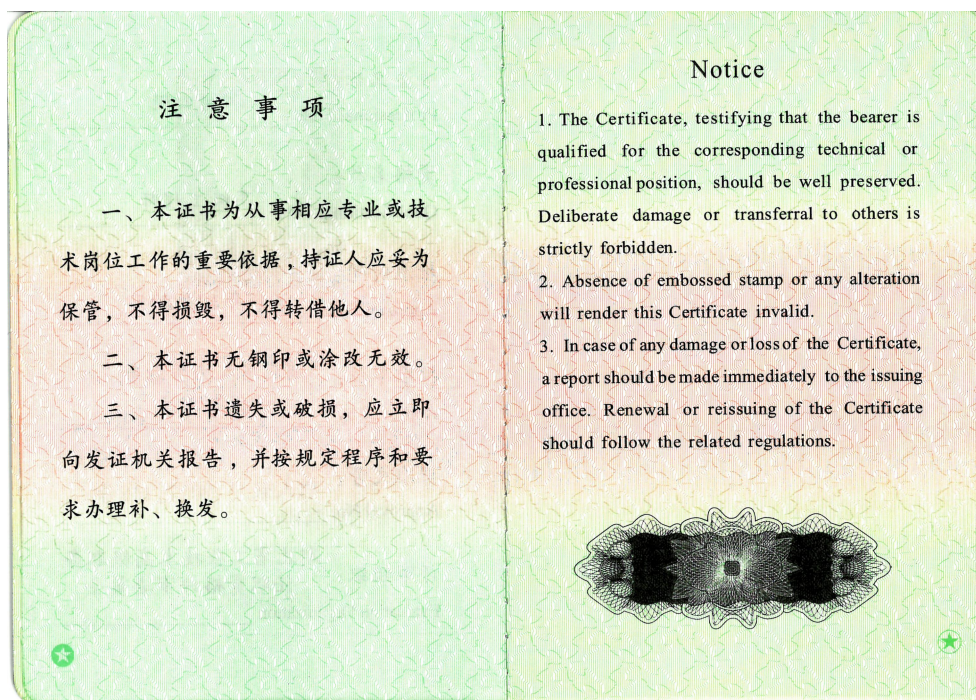 注意事项
一、本证书为从事相应专业或技
术岗位工作的重要依据，持证人应妥为
保管，不得损毁，不得转借他人。
二、本证书无钢印或涂改无效。
三、本证书遗失或破损，应立即
向发证机关报告，并按规定程序和要
求办理补、换发。
Notice
1. The Certificate, testifying that the bearer is
qualified for the corresponding technical or
professional position, should be well preserved.
Deliberate damage or transferral to others is
strictly forbidden.
2. Absence of embossed stamp or any alteration
will render this Certificate invalid.
3. In case of any damage or loss of the Certificate,
a report should be made immediately to the issuing
office. Renewal or reissuing of the Certificate
should follow the related regulations.